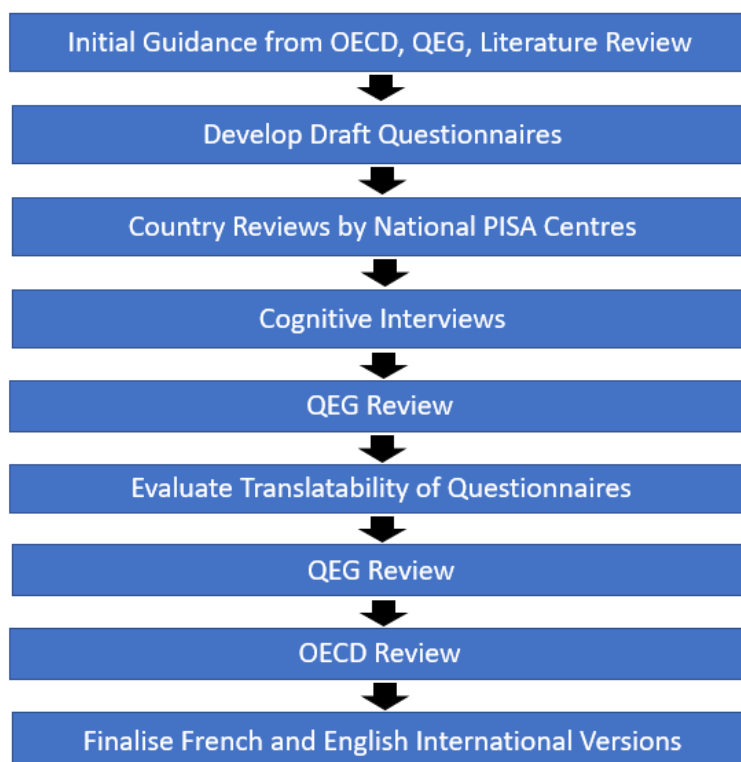 Initial Guidance from OECD, QEG, Literature Review
Develop Draft Questionnaires
Country Reviews by National PISA Centres
Cognitive Interviews
QEG Review
Evaluate Translatability of Questionnaires
QEG Review
OECD Review
Finalise French and English International Versions